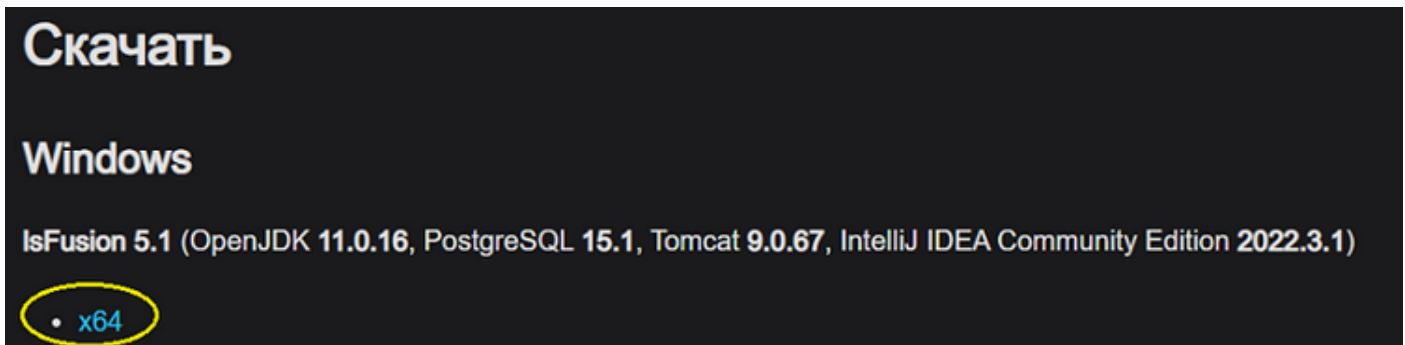 Скачать
Windows
lsFusion 5.1 (OpenJDK 11.0.16, PostgreSQL 15.1, Tomcat 9.0.67, IntelliJ IDEA Community Edition 2022.3.1)
• x64